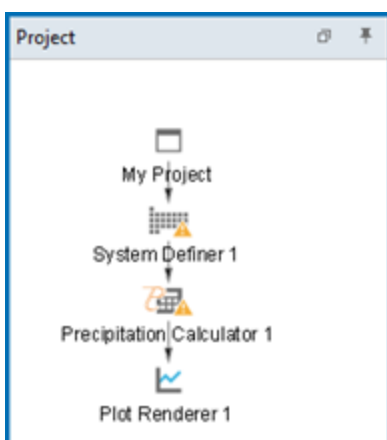 Project
My Project
System Definer 1
Precipitation Calculator 1
Plot Renderer 1